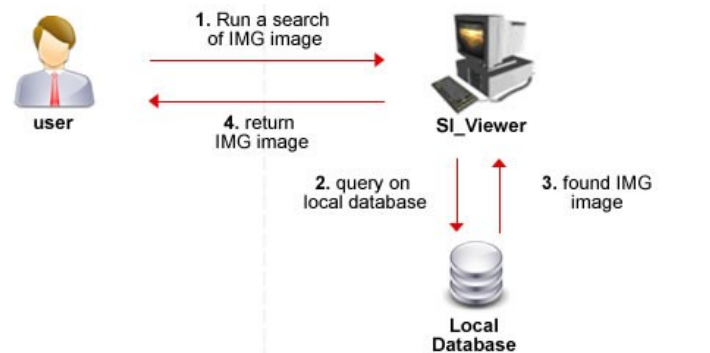 1. Run a search
of IMG image
user
4. return
IMG image
SI_Viewer
2. query on
local database
3. found IMG
image
Local
Database